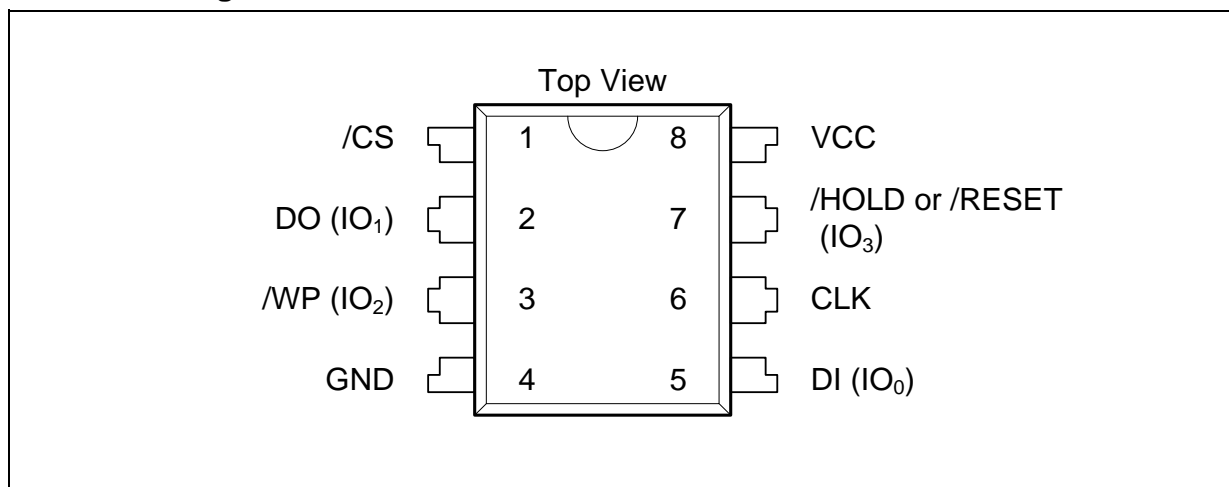 Top View
/CS 1 8 VCC
DO (IO₁) 2 7 /HOLD or /RESET
(IO₃)
/WP (IO₂) 3 6 CLK
GND 4 5 DI (IO₀)